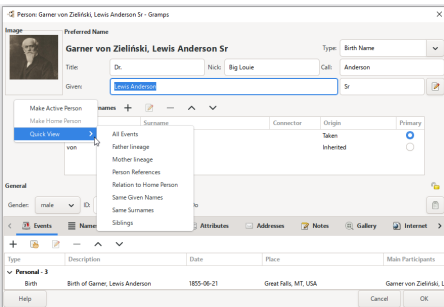 Person: Garner von Zieliński, Lewis Anderson Sr - Gramps
Image
Preferred Name
Garner von Zieliński, Lewis Anderson Sr
Type: Birth Name
Title: Dr. Nick: Big Louie Call: Anderson
Given: Lewis Anderson Sr
Make Active Person
Make Home Person
Quick View
names
Surname Connector Origin Primary
Taken
von Inherited
All Events
Father lineage
Mother lineage
Person References
Relation to Home Person
Same Given Names
Same Surnames
Siblings
General
Gender: male ID:
Events Names Attributes Addresses Notes Gallery Internet
Type Description Date Place Main Participants
Personal - 3
Birth Birth of Garner, Lewis Anderson 1855-06-21 Great Falls, MT, USA Garner von Zieliński, L
Help Cancel OK